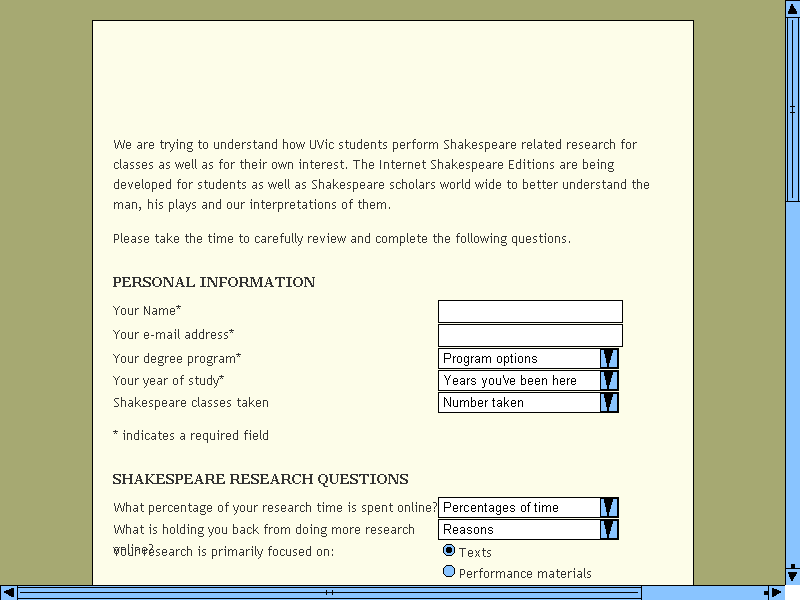 We are trying to understand how UVic students perform Shakespeare related research for
classes as well as for their own interest. The Internet Shakespeare Editions are being
developed for students as well as Shakespeare scholars world wide to better understand the
man, his plays and our interpretations of them.
Please take the time to carefully review and complete the following questions.
PERSONAL INFORMATION
Your Name*
Your e-mail address*
Your degree program* Program options
Your year of study* Years you've been here
Shakespeare classes taken Number taken
* indicates a required field
SHAKESPEARE RESEARCH QUESTIONS
What percentage of your research time is spent online? Percentages of time
What is holding you back from doing more research Reasons
online?
Your research is primarily focused on: Texts
Performance materials